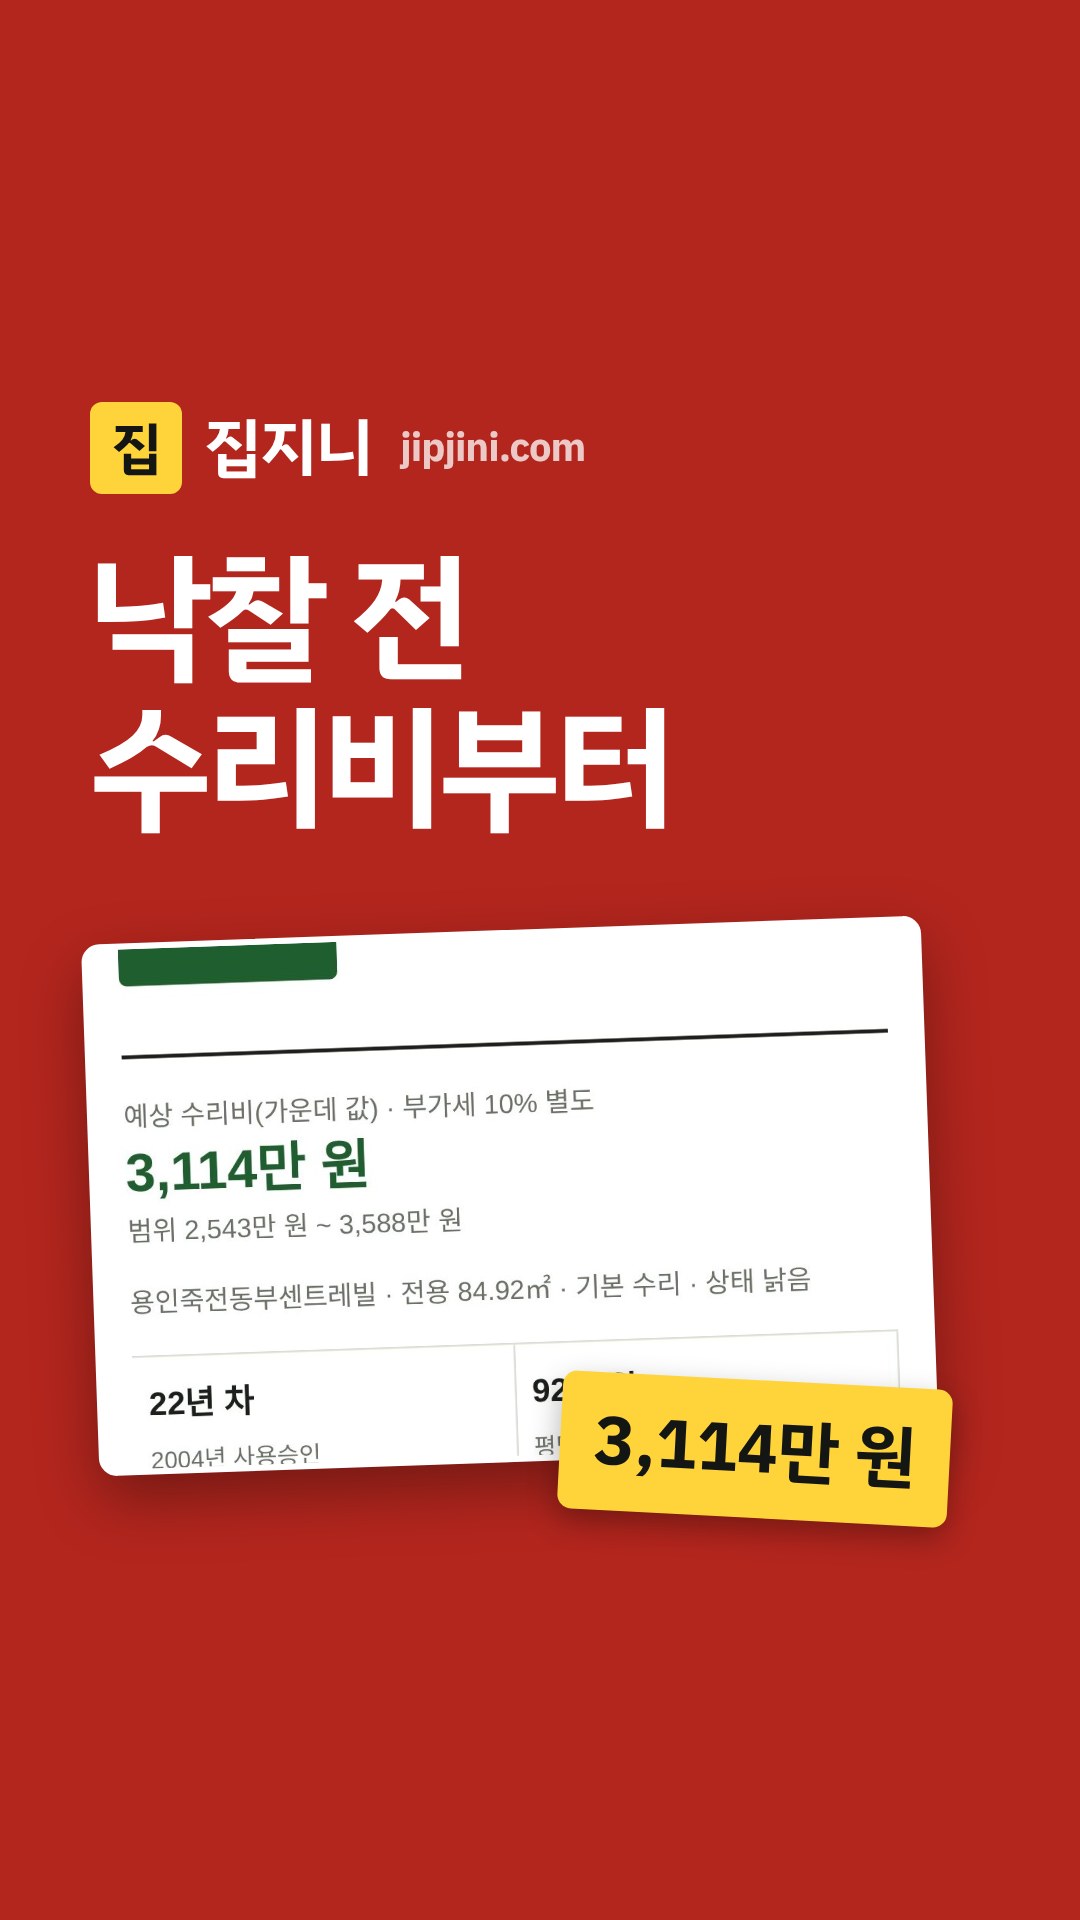 집 집지니 jipjini.com
낙찰 전
수리비부터
예상 수리비(가운데 값) · 부가세 10% 별도
3,114만 원
범위 2,543만 원 ~ 3,588만 원
용인죽전동부센트레빌 · 전용 84.92㎡ · 기본 수리 · 상태 낡음
22년 차
2004년 사용승인
3,114만 원